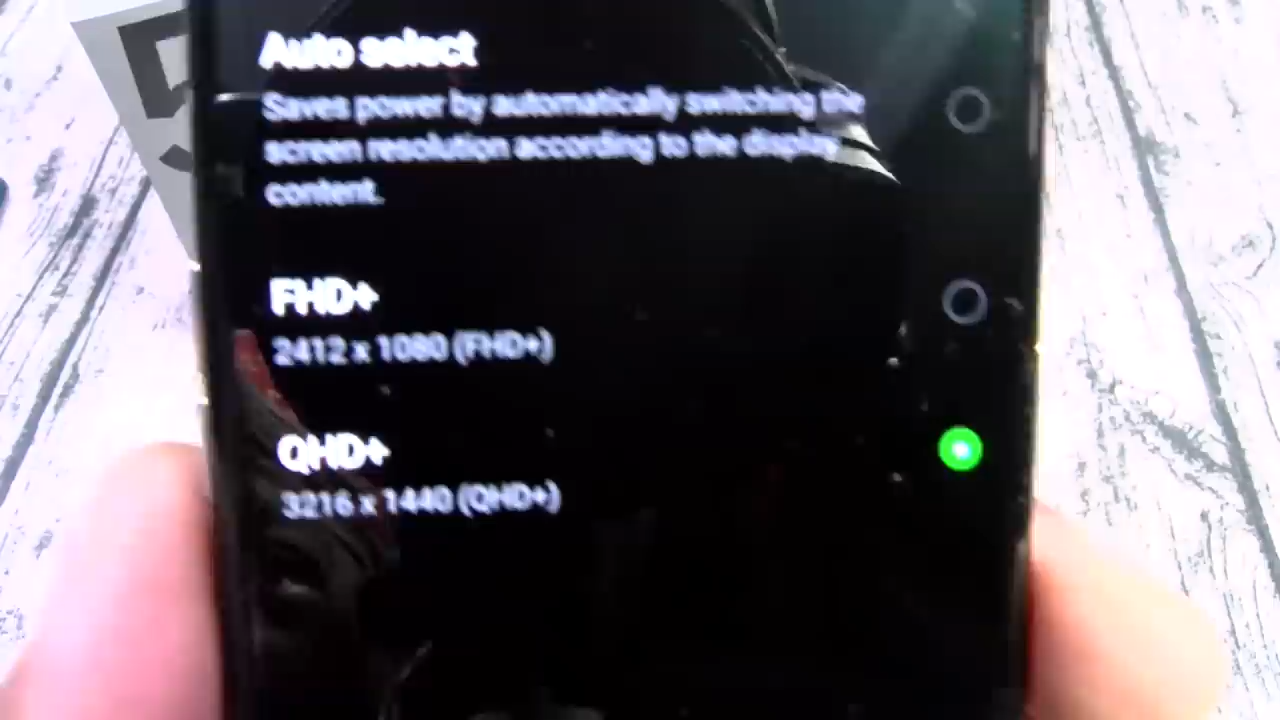 Auto select
Saves power by automatically switching the
screen resolution according to the display
content.
FHD+
2412 x 1080 (FHD+)
QHD+
3216 x 1440 (QHD+)